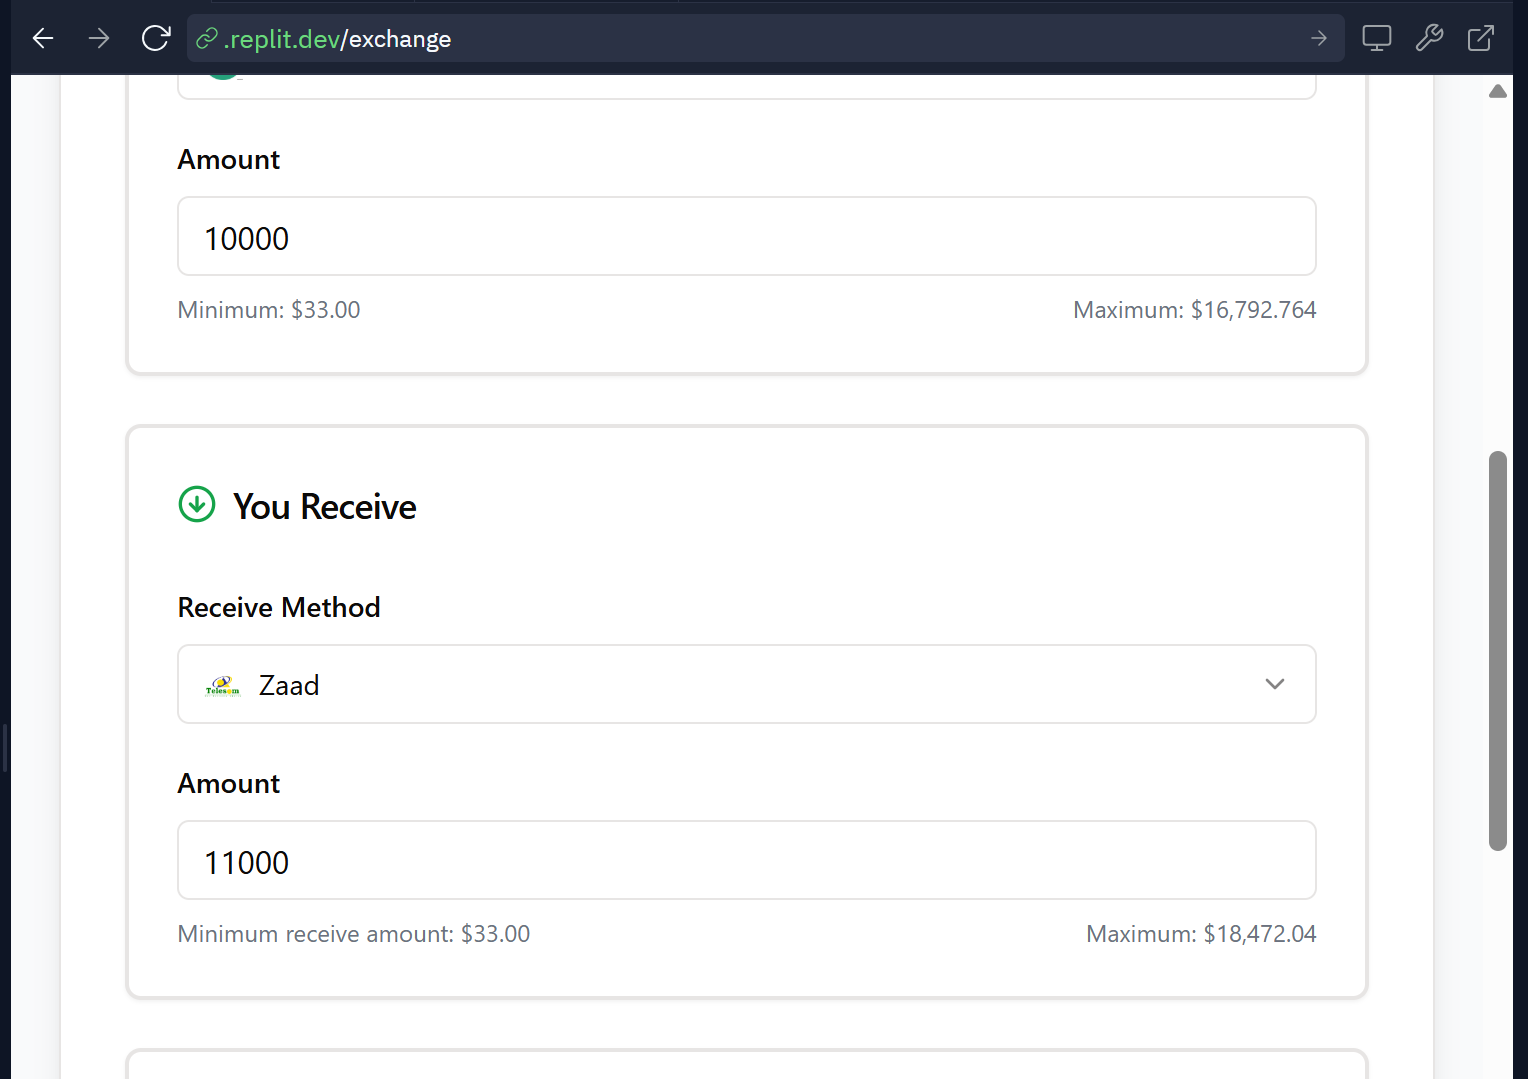 .replit.dev/exchange
Amount
10000
Minimum: $33.00
Maximum: $16,792.764
You Receive
Receive Method
Telesom
Zaad
Amount
11000
Minimum receive amount: $33.00
Maximum: $18,472.04